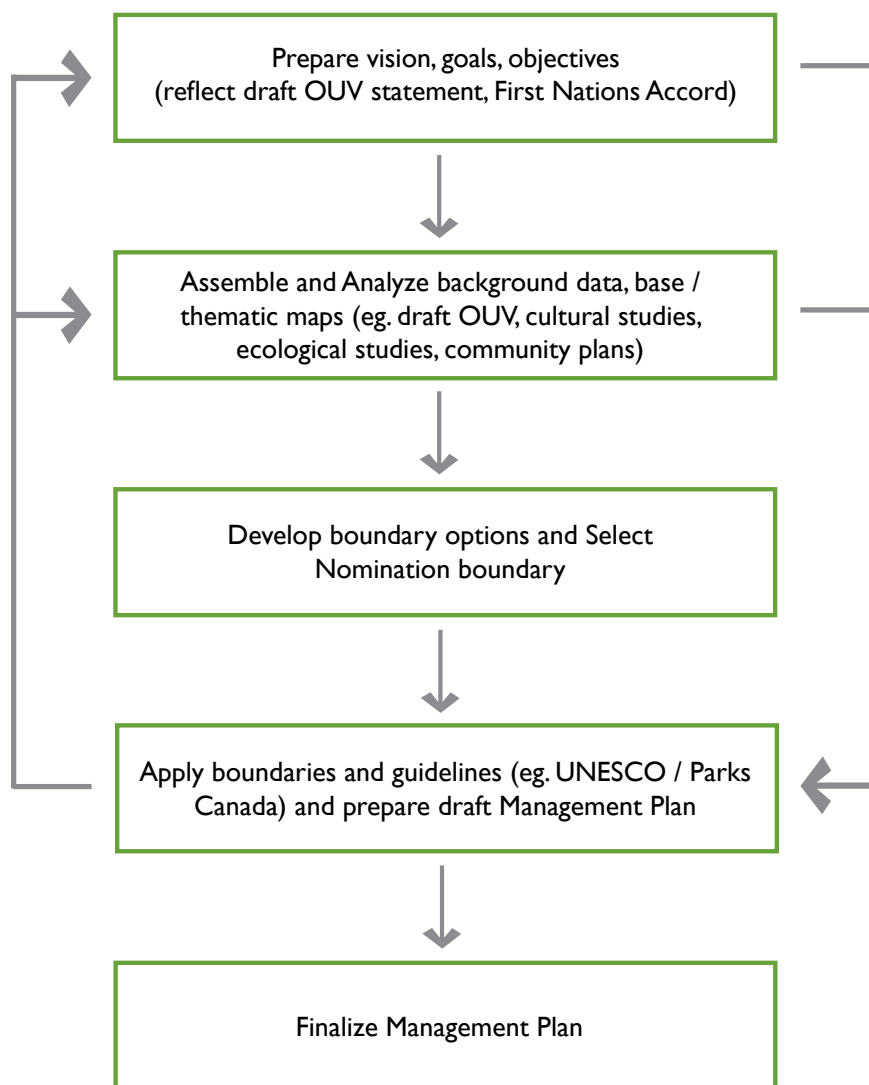 Prepare vision, goals, objectives
(reflect draft OUV statement, First Nations Accord)
Assemble and Analyze background data, base /
thematic maps (eg. draft OUV, cultural studies,
ecological studies, community plans)
Develop boundary options and Select
Nomination boundary
Apply boundaries and guidelines (eg. UNESCO / Parks
Canada) and prepare draft Management Plan
Finalize Management Plan